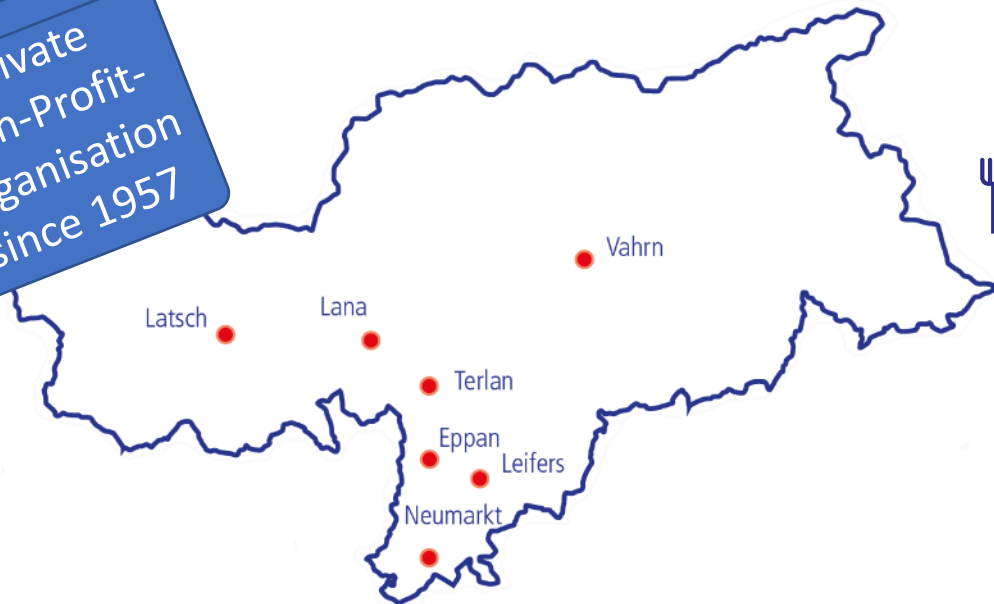 ivate
n-Profit-
ganisation
since 1957
Vahrn
Lana
Latsch
Terlan
Eppan
Leifers
Neumarkt